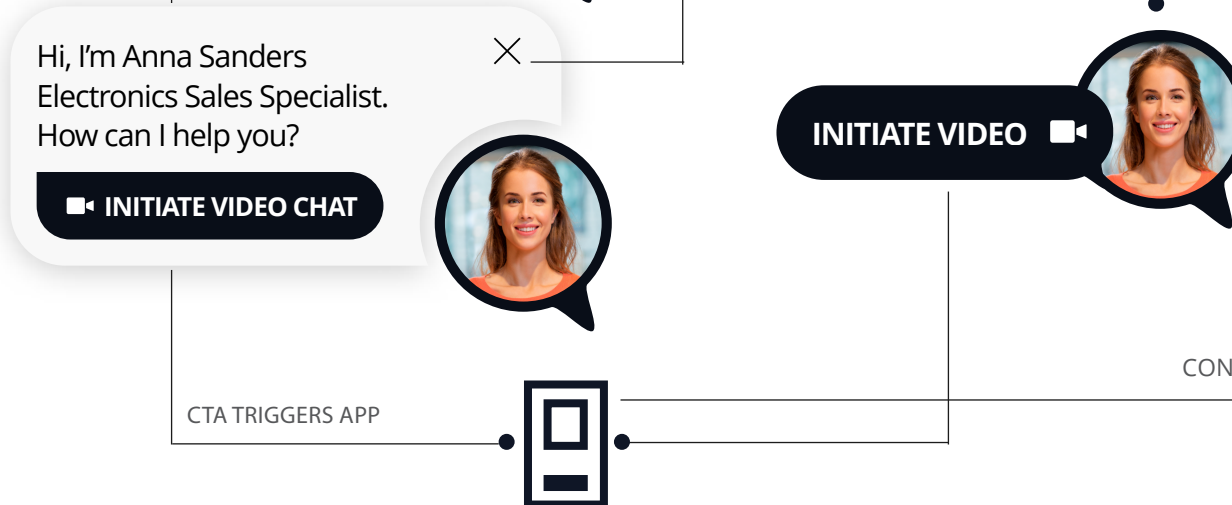 Hi, I'm Anna Sanders
Electronics Sales Specialist.
How can I help you?
INITIATE VIDEO CHAT
INITIATE VIDEO
CTA TRIGGERS APP
CON